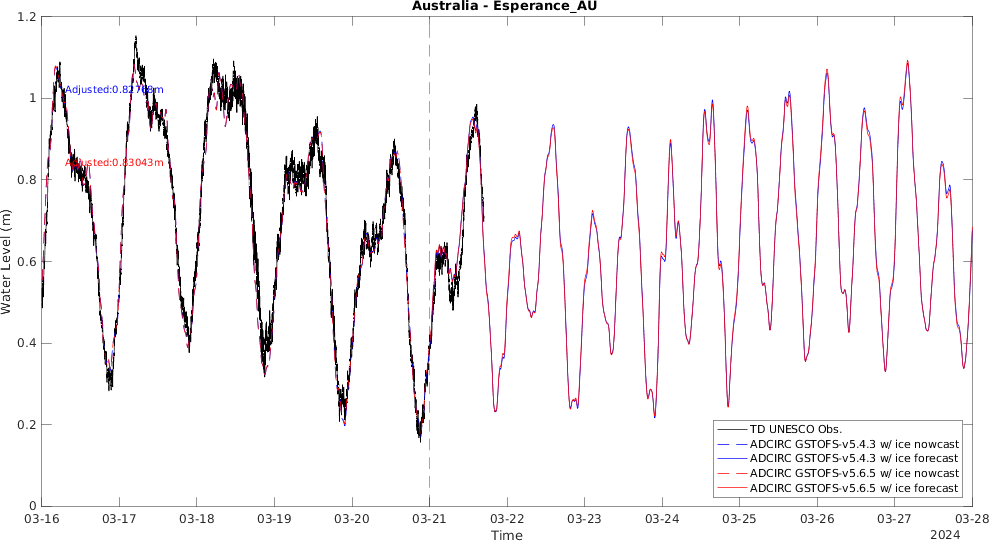 Australia - Esperance_AU
1.2
1
0.8
0.6
0.4
0.2
0
Water Level (m)
Adjusted:0.82768m
Adjusted:0.83043m
TD UNESCO Obs.
ADCIRC GSTOFS-v5.4.3 w/ ice nowcast
ADCIRC GSTOFS-v5.4.3 w/ ice forecast
ADCIRC GSTOFS-v5.6.5 w/ ice nowcast
ADCIRC GSTOFS-v5.6.5 w/ ice forecast
03-16 03-17 03-18 03-19 03-20 03-21 03-22 03-23 03-24 03-25 03-26 03-27 03-28
Time
2024